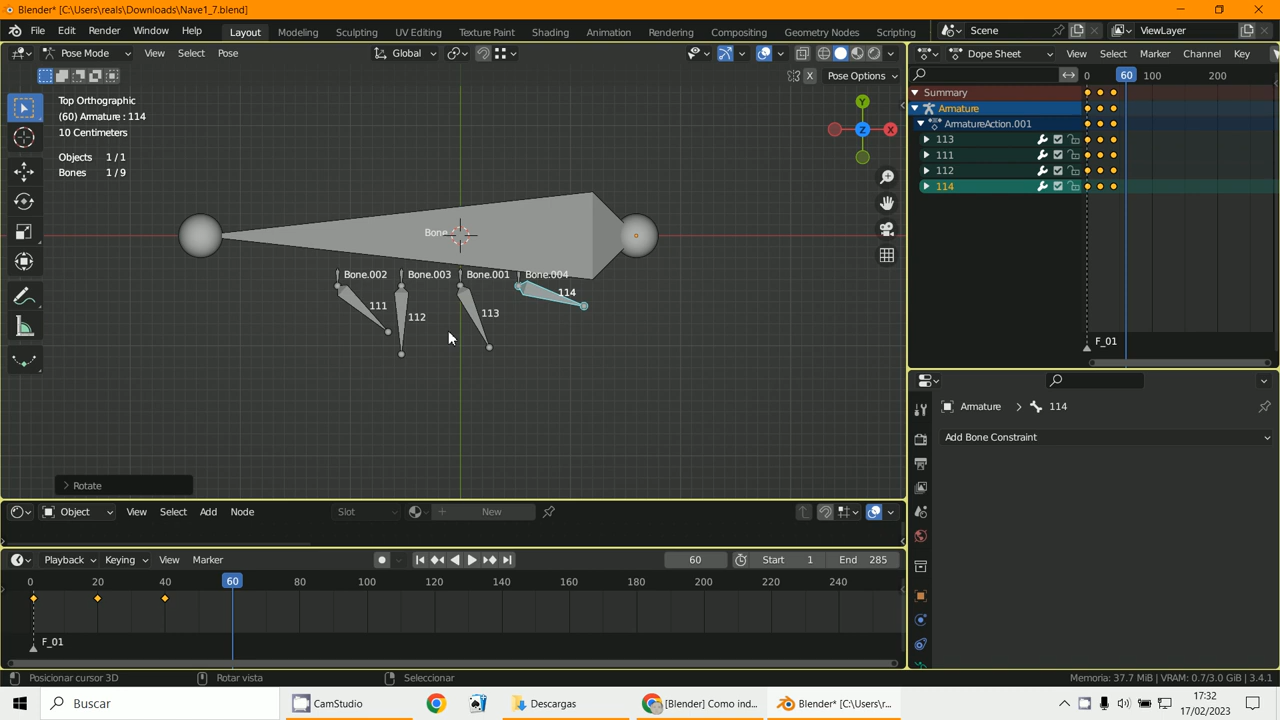 Blender* [C:\Users\reals\Downloads\Nave1_7.blend]
File Edit Render Window Help Layout Modeling Sculpting UV Editing Texture Paint Shading Animation Rendering Compositing Geometry Nodes Scripting Scene ViewLayer
Pose Mode View Select Pose Global
Dope Sheet View Select Marker Channel Key
X Pose Options
0 60 100 200
Top Orthographic
(60) Armature : 114
10 Centimeters
Objects 1 / 1
Bones 1 / 9
Y
Z X
Summary
Armature
ArmatureAction.001
113
111
112
114
Bone
Bone.002 Bone.003 Bone.001 Bone.004
111 112 113 114
F_01
Armature > 114
Add Bone Constraint
Rotate
Object View Select Add Node Slot New
Playback Keying View Marker 60 Start 1 End 285
0 20 40 60 80 100 120 140 160 180 200 220 240
F_01
Posicionar cursor 3D Rotar vista Seleccionar Memoria: 37.7 MiB | VRAM: 0.7/3.0 GiB | 3.4.1
Buscar CamStudio Descargas [Blender] Como ind... Blender* [C:\Users\r...
17:32
17/02/2023